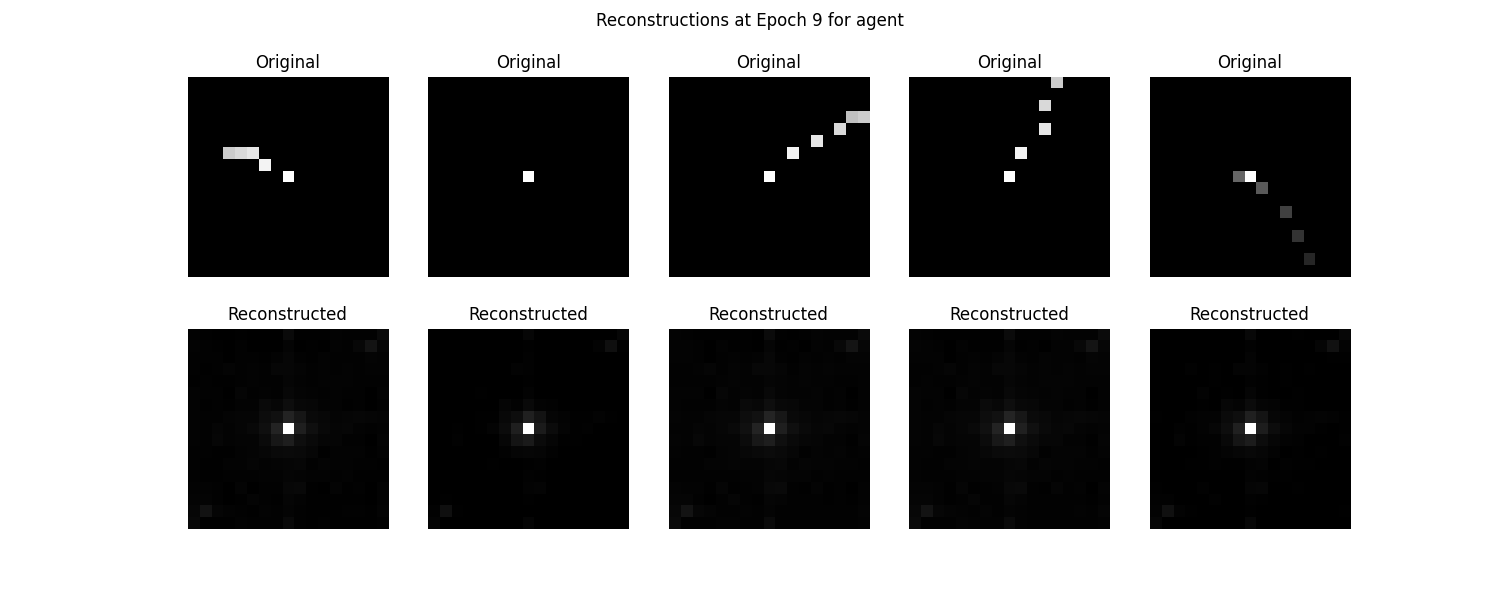 Reconstructions at Epoch 9 for agent
Original Original Original Original Original
Reconstructed Reconstructed Reconstructed Reconstructed Reconstructed